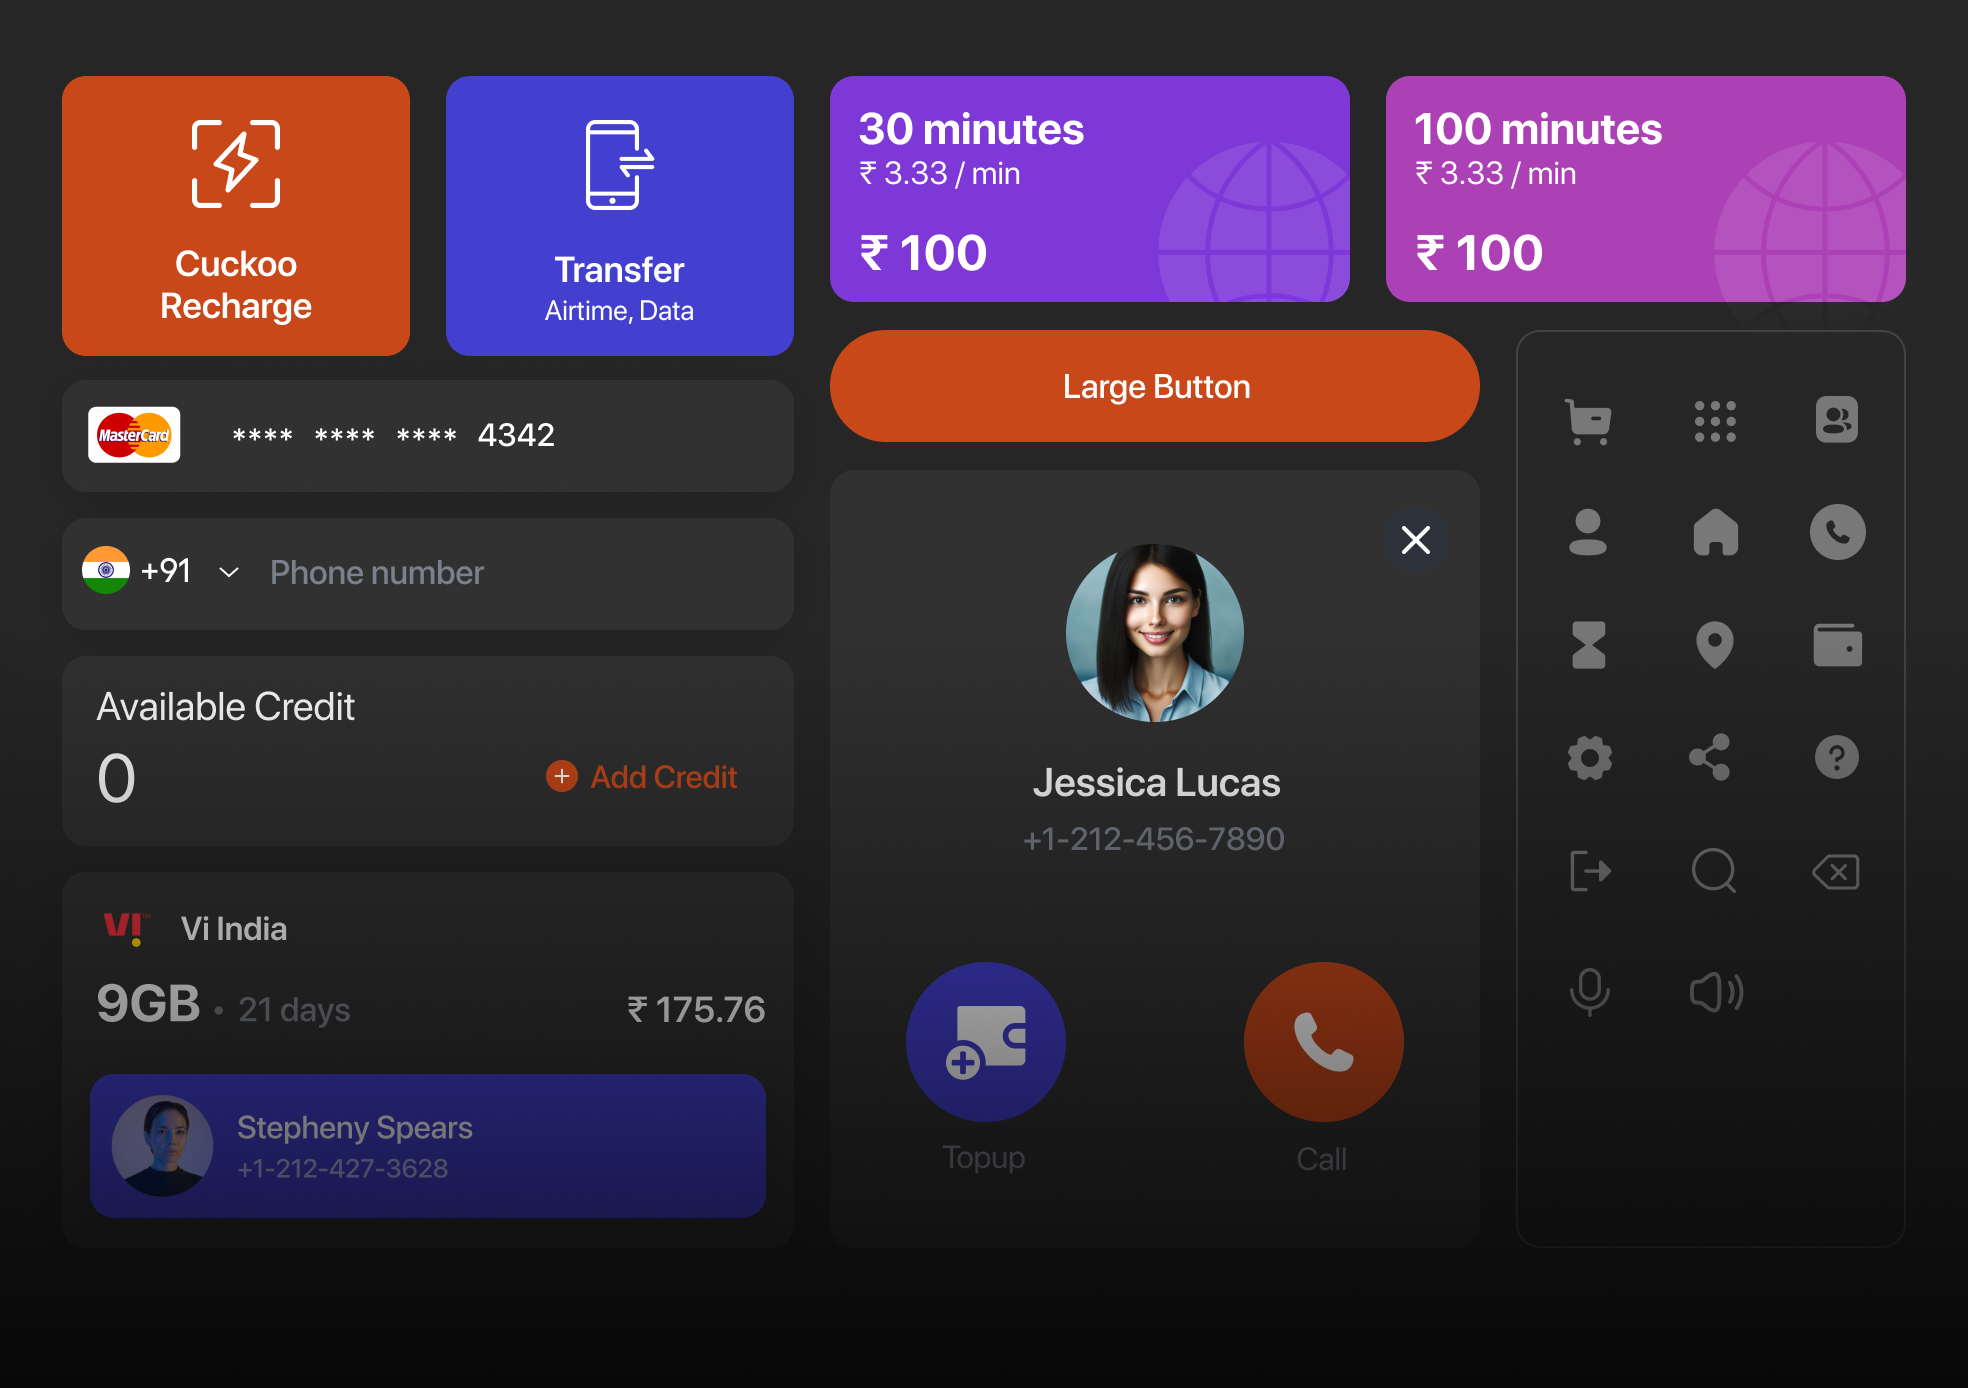 Cuckoo
Recharge
Transfer
Airtime, Data
30 minutes
₹ 3.33 / min
₹ 100
100 minutes
₹ 3.33 / min
₹ 100
MasterCard
**** **** **** 4342
Large Button
+91
Phone number
Available Credit
0
Add Credit
Jessica Lucas
+1-212-456-7890
Vi™
Vi India
9GB • 21 days
₹ 175.76
Stepheny Spears
+1-212-427-3628
Topup
Call